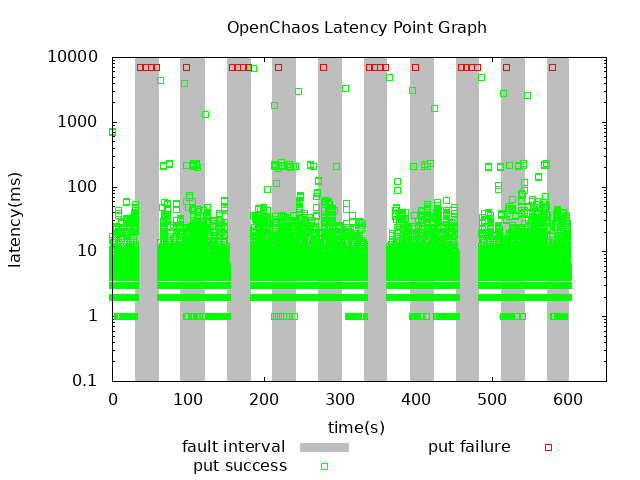 OpenChaos Latency Point Graph
10000
1000
100
10
1
0.1
latency(ms)
0 100 200 300 400 500 600
time(s)
fault interval put failure
put success